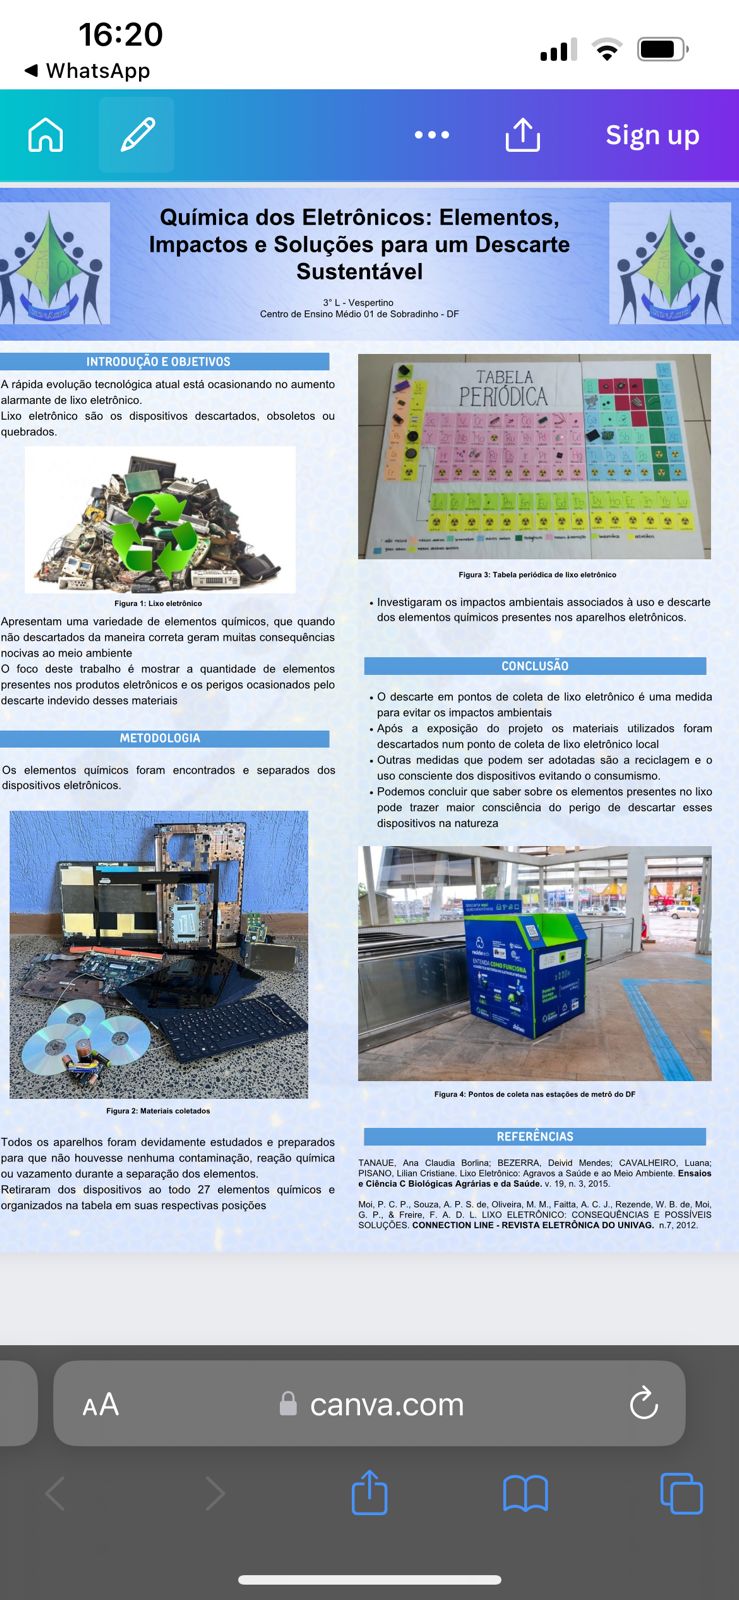 16:20
◀ WhatsApp
Sign up
Química dos Eletrônicos: Elementos,
Impactos e Soluções para um Descarte
Sustentável
3° L - Vespertino
Centro de Ensino Médio 01 de Sobradinho - DF
INTRODUÇÃO E OBJETIVOS
A rápida evolução tecnológica atual está ocasionando no aumento
alarmante de lixo eletrônico.
Lixo eletrônico são os dispositivos descartados, obsoletos ou
quebrados.
Figura 1: Lixo eletrônico
Apresentam uma variedade de elementos químicos, que quando
não descartados da maneira correta geram muitas consequências
nocivas ao meio ambiente
O foco deste trabalho é mostrar a quantidade de elementos
presentes nos produtos eletrônicos e os perigos ocasionados pelo
descarte indevido desses materiais
METODOLOGIA
Os elementos químicos foram encontrados e separados dos
dispositivos eletrônicos.
Figura 2: Materiais coletados
Todos os aparelhos foram devidamente estudados e preparados
para que não houvesse nenhuma contaminação, reação química
ou vazamento durante a separação dos elementos.
Retiraram dos dispositivos ao todo 27 elementos químicos e
organizados na tabela em suas respectivas posições
TABELA
PERIÓDICA
Figura 3: Tabela periódica de lixo eletrônico
• Investigaram os impactos ambientais associados à uso e descarte
dos elementos químicos presentes nos aparelhos eletrônicos.
CONCLUSÃO
• O descarte em pontos de coleta de lixo eletrônico é uma medida
para evitar os impactos ambientais
• Após a exposição do projeto os materiais utilizados foram
descartados num ponto de coleta de lixo eletrônico local
• Outras medidas que podem ser adotadas são a reciclagem e o
uso consciente dos dispositivos evitando o consumismo.
• Podemos concluir que saber sobre os elementos presentes no lixo
pode trazer maior consciência do perigo de descartar esses
dispositivos na natureza
ENTENDA COMO FUNCIONA
Figura 4: Pontos de coleta nas estações de metrô do DF
REFERÊNCIAS
TANAUE, Ana Claudia Borlina; BEZERRA, Deivid Mendes; CAVALHEIRO, Luana;
PISANO, Lilian Cristiane. Lixo Eletrônico: Agravos a Saúde e ao Meio Ambiente. Ensaios
e Ciência C Biológicas Agrárias e da Saúde. v. 19, n. 3, 2015.
Moi, P. C. P., Souza, A. P. S. de, Oliveira, M. M., Faitta, A. C. J., Rezende, W. B. de, Moi,
G. P., & Freire, F. A. D. L. LIXO ELETRÔNICO: CONSEQUÊNCIAS E POSSÍVEIS
SOLUÇÕES. CONNECTION LINE - REVISTA ELETRÔNICA DO UNIVAG. n.7, 2012.
AA
canva.com